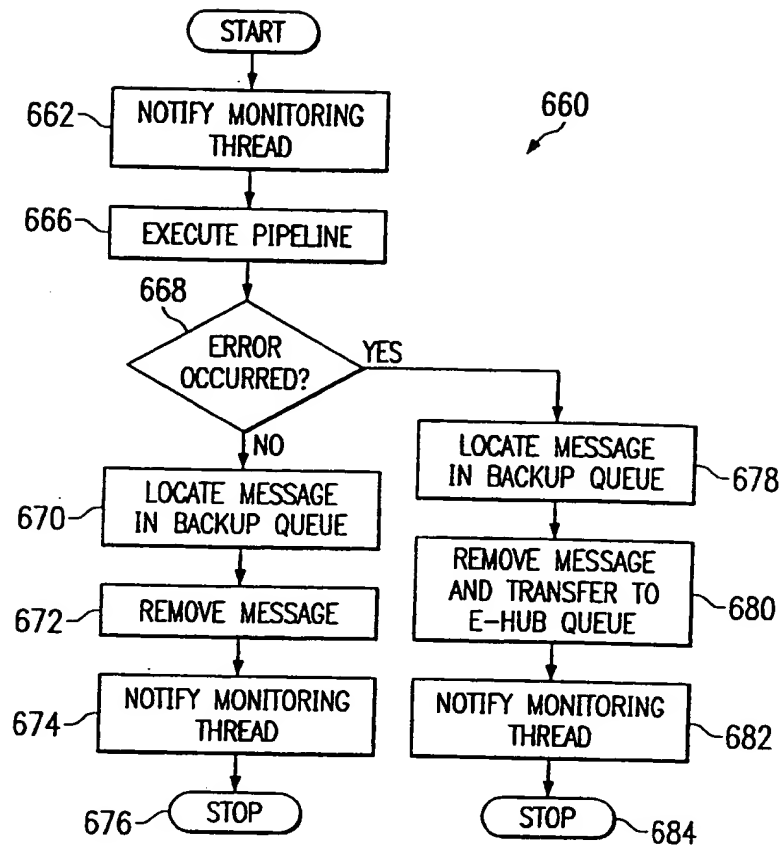 START
662
NOTIFY MONITORING
THREAD
660
666
EXECUTE PIPELINE
668
ERROR
OCCURRED?
YES
NO
670
LOCATE MESSAGE
IN BACKUP QUEUE
672
REMOVE MESSAGE
674
NOTIFY MONITORING
THREAD
676
STOP
LOCATE MESSAGE
IN BACKUP QUEUE
678
REMOVE MESSAGE
AND TRANSFER TO
E-HUB QUEUE
680
NOTIFY MONITORING
THREAD
682
STOP
684